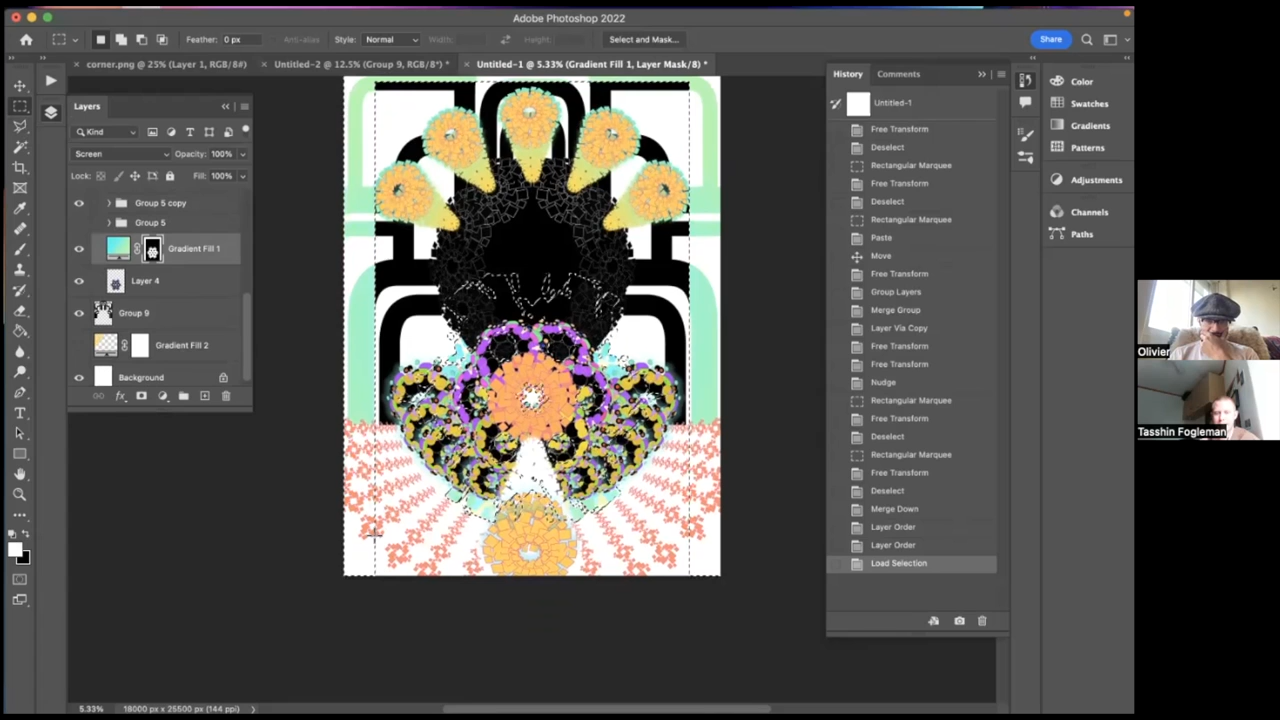 Adobe Photoshop 2022
Feather: 0 px
Anti-alias
Style: Normal
Width:
Height:
Select and Mask...
Share
corner.png @ 25% (Layer 1, RGB/8#)
Untitled-2 @ 12.5% (Group 9, RGB/8*) *
Untitled-1 @ 5.33% (Gradient Fill 1, Layer Mask/8) *
Layers
Kind
Screen
Opacity: 100%
Lock:
Fill: 100%
Group 5 copy
Group 5
Gradient Fill 1
Layer 4
Group 9
Gradient Fill 2
Background
fx
History
Comments
Untitled-1
Free Transform
Deselect
Rectangular Marquee
Free Transform
Deselect
Rectangular Marquee
Paste
Move
Free Transform
Group Layers
Merge Group
Layer Via Copy
Free Transform
Free Transform
Nudge
Rectangular Marquee
Free Transform
Deselect
Rectangular Marquee
Free Transform
Deselect
Merge Down
Layer Order
Layer Order
Load Selection
Color
Swatches
Gradients
Patterns
Adjustments
Channels
Paths
Olivier
Tasshin Fogleman
5.33%
18000 px x 25500 px (144 ppi)